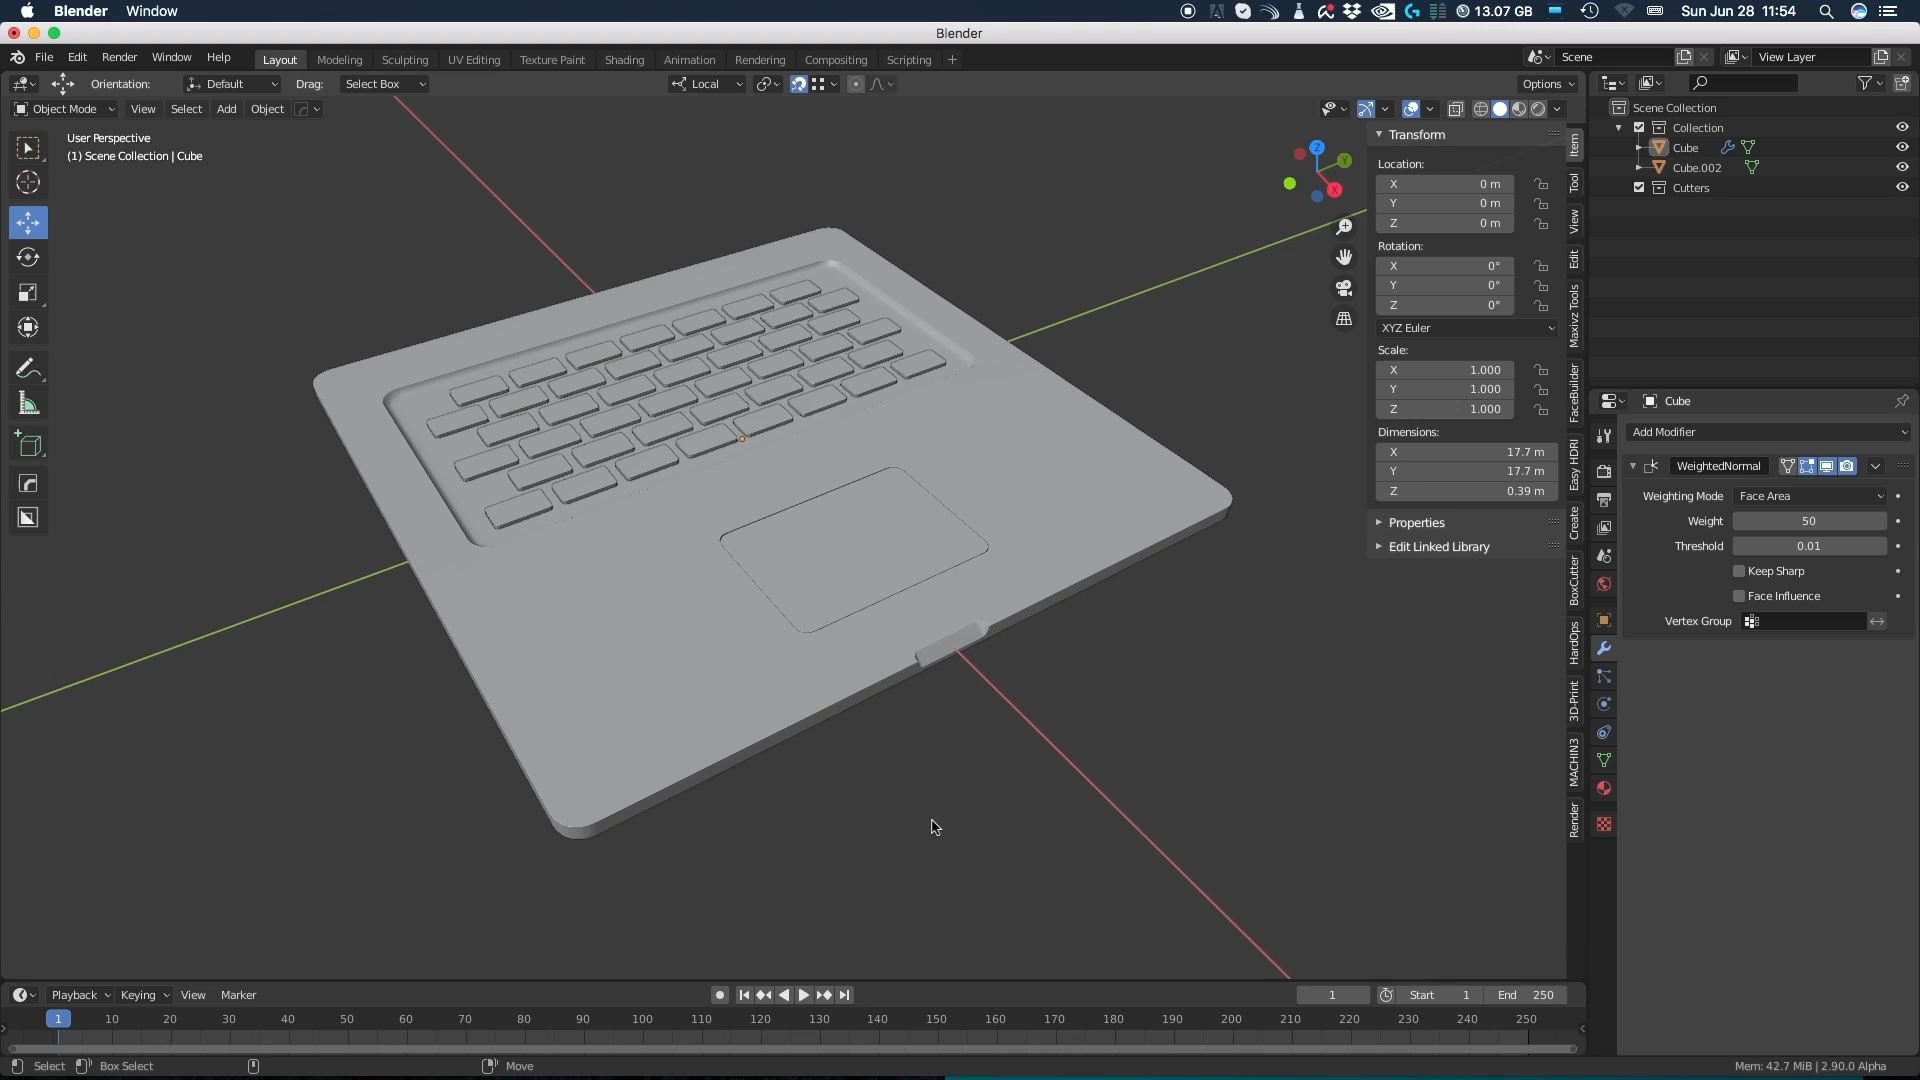 Blender Window 13.07 GB Sun Jun 28 11:54
Blender
File Edit Render Window Help Layout Modeling Sculpting UV Editing Texture Paint Shading Animation Rendering Compositing Scripting + Scene View Layer
Orientation: Default Drag: Select Box Local Options
Object Mode View Select Add Object
User Perspective
(1) Scene Collection | Cube
Z
Y
X
Transform
Location:
X 0 m
Y 0 m
Z 0 m
Rotation:
X 0°
Y 0°
Z 0°
XYZ Euler
Scale:
X 1.000
Y 1.000
Z 1.000
Dimensions:
X 17.7 m
Y 17.7 m
Z 0.39 m
Properties
Edit Linked Library
Item
Tool
View
Edit
Maxivz Tools
FaceBuilder
Easy HDRI
Create
BoxCutter
HardOps
3D-Print
MACHIN3
Render
Scene Collection
Collection
Cube
Cube.002
Cutters
Cube
Add Modifier
WeightedNormal
Weighting Mode Face Area
Weight 50
Threshold 0.01
Keep Sharp
Face Influence
Vertex Group
Playback Keying View Marker 1 Start 1 End 250
1 10 20 30 40 50 60 70 80 90 100 110 120 130 140 150 160 170 180 190 200 210 220 230 240 250
Select Box Select Move Mem: 42.7 MiB | 2.90.0 Alpha